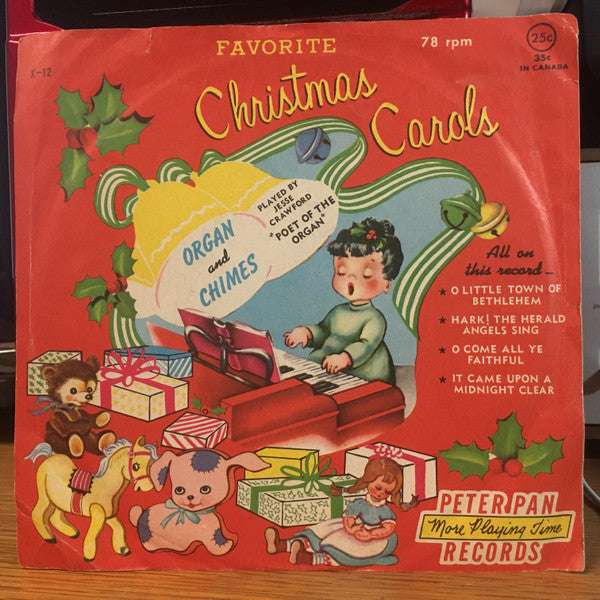 FAVORITE
78 rpm
25c
35c
IN CANADA
X-12
Christmas
Carols
PLAYED BY
JESSE
CRAWFORD
"POET OF THE
ORGAN"
ORGAN
and
CHIMES
All on
this record—
★ O LITTLE TOWN OF
BETHLEHEM
★ HARK! THE HERALD
ANGELS SING
★ O COME ALL YE
FAITHFUL
★ IT CAME UPON A
MIDNIGHT CLEAR
PETER PAN
More Playing Time
RECORDS